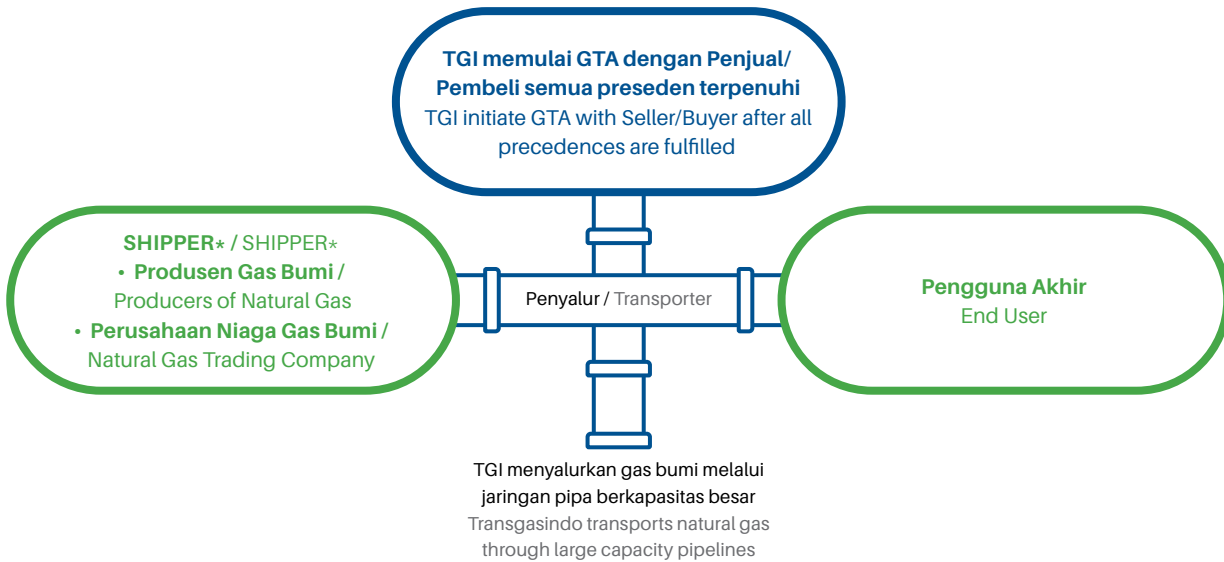 TGI memulai GTA dengan Penjual/
Pembeli semua preseden terpenuhi
TGI initiate GTA with Seller/Buyer after all
precedences are fulfilled
SHIPPER* / SHIPPER*
• Produsen Gas Bumi /
Producers of Natural Gas
• Perusahaan Niaga Gas Bumi /
Natural Gas Trading Company
Penyalur / Transporter
Pengguna Akhir
End User
TGI menyalurkan gas bumi melalui
jaringan pipa berkapasitas besar
Transgasindo transports natural gas
through large capacity pipelines